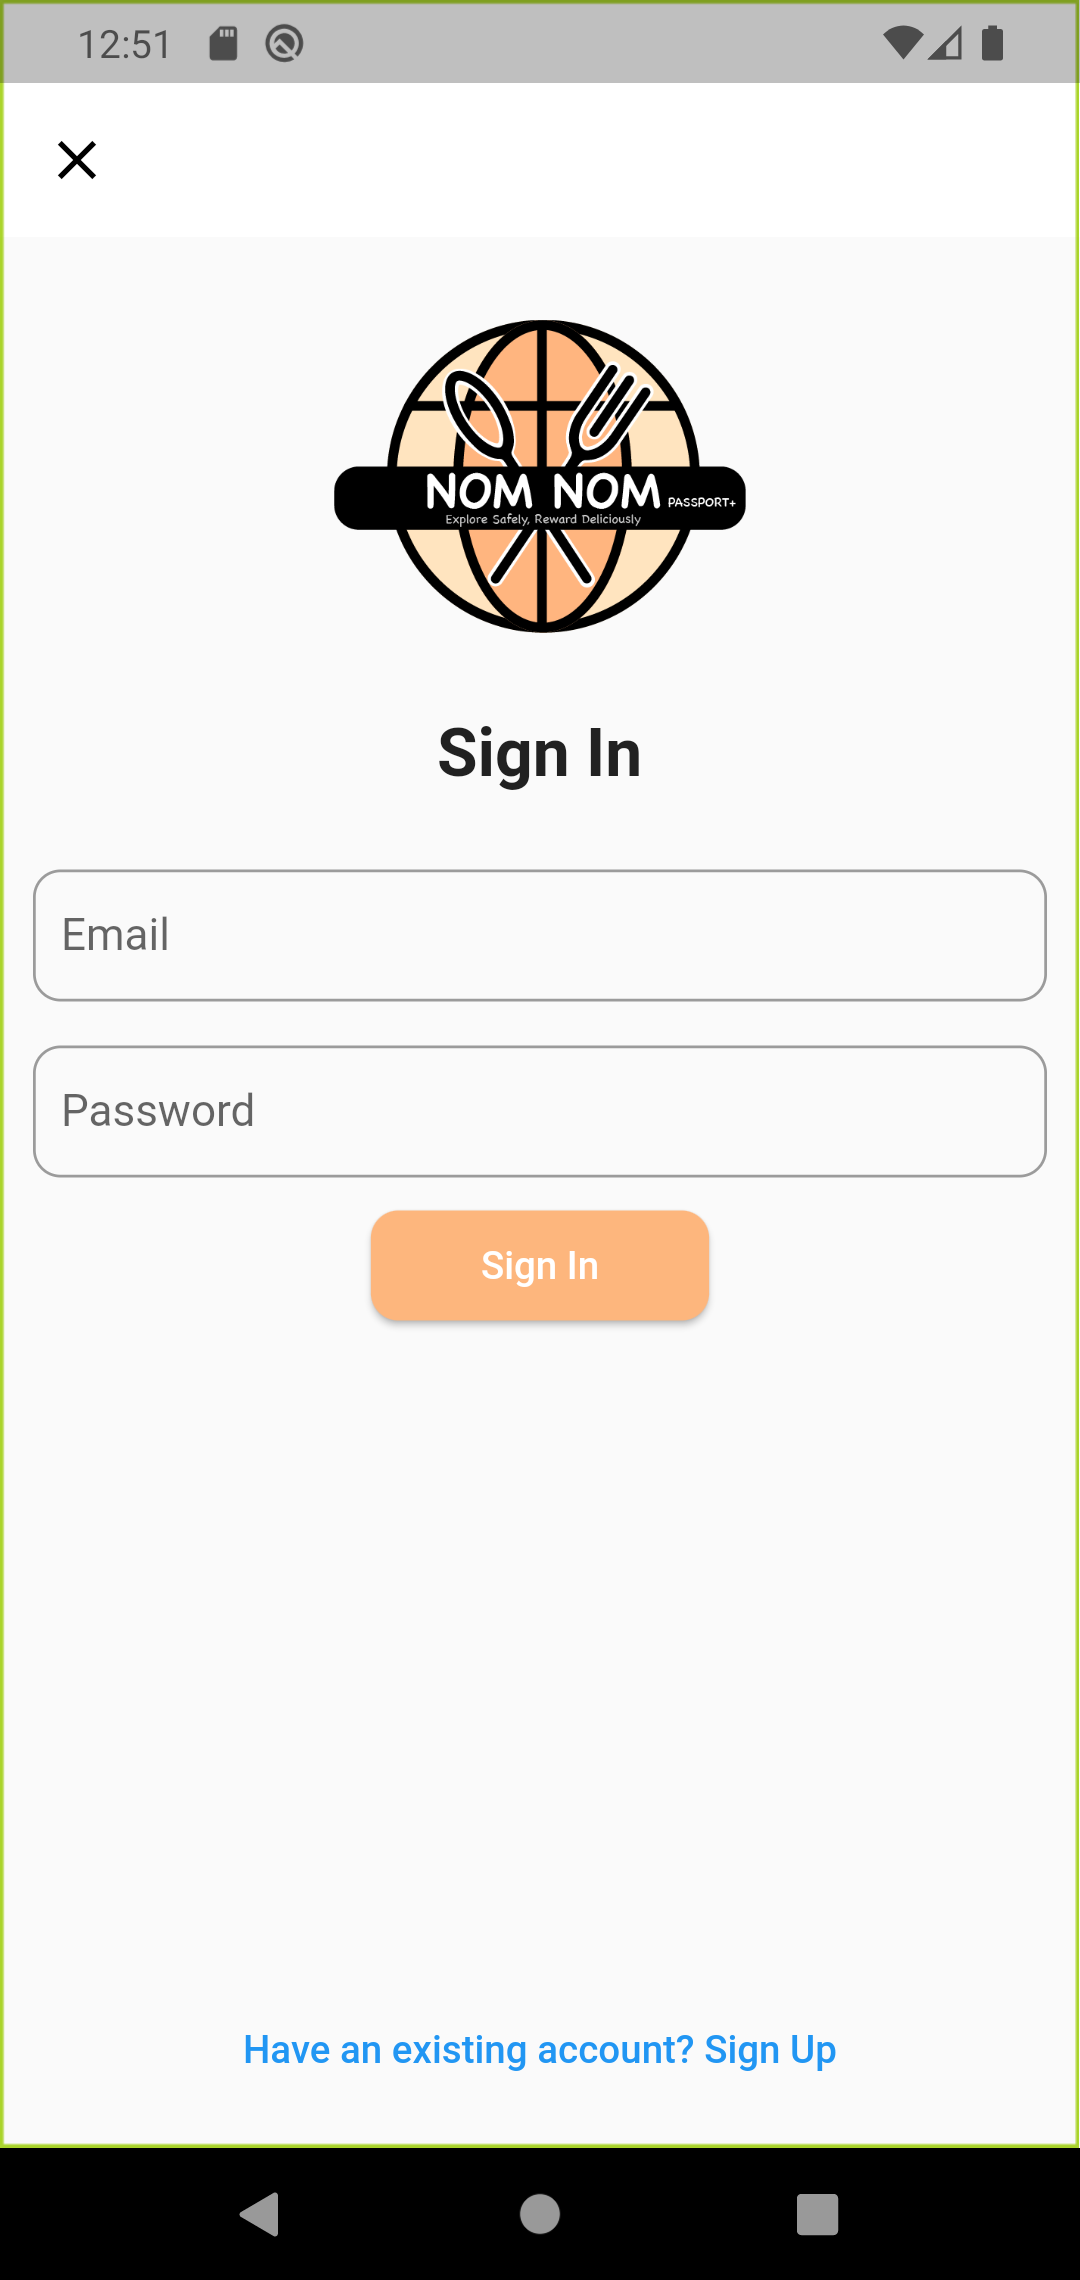 12:51
NOM NOM PASSPORT+
Explore Safely, Reward Deliciously
Sign In
Email
Password
Sign In
Have an existing account? Sign Up